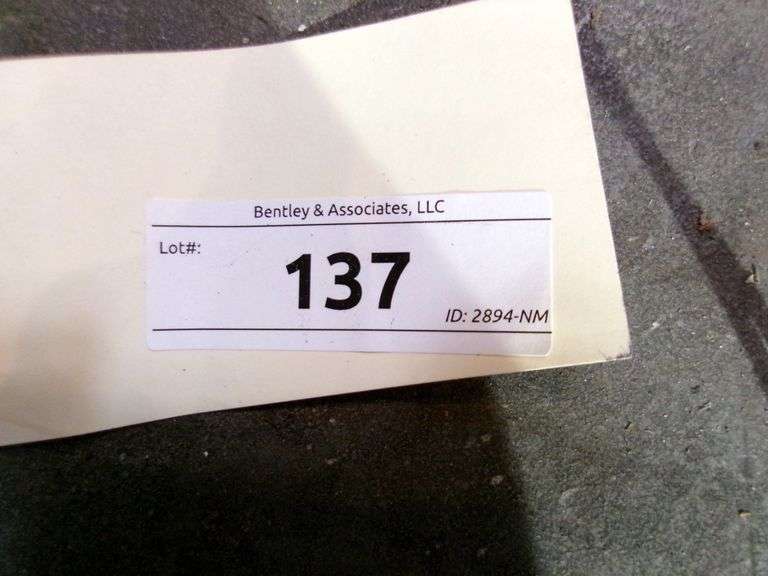 Bentley & Associates, LLC
Lot#:
137
ID: 2894-NM